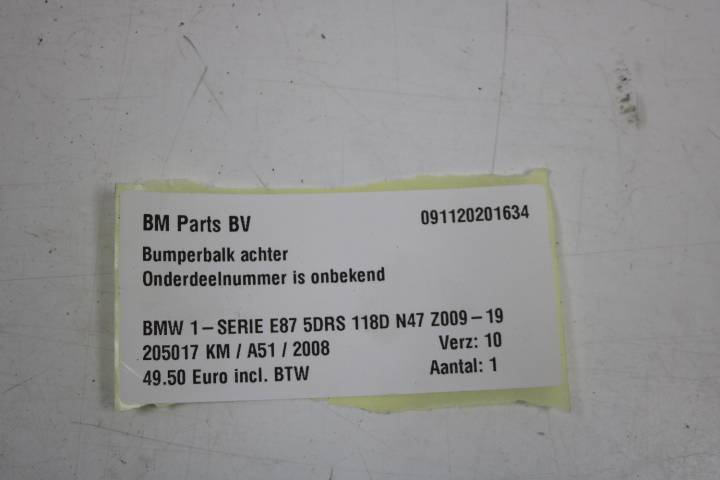 BM Parts BV 091120201634
Bumperbalk achter
Onderdeelnummer is onbekend
BMW 1-SERIE E87 5DRS 118D N47 Z009-19
205017 KM / A51 / 2008 Verz: 10
49.50 Euro incl. BTW Aantal: 1